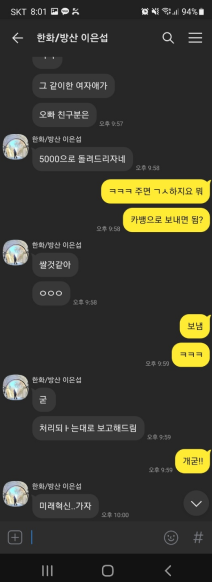 SKT 8:01 94%
한화/방산 이은섭
그 같이한 여자애가
오빠 친구분은
오후 9:57
한화/방산 이은섭
5000으로 돌려드리자네
오후 9:58
ㅋㅋㅋ 주면 ㄱㅅ하지요 뭐
카뱅으로 보내면 됨?
오후 9:58
한화/방산 이은섭
쌀것같아
ㅇㅇㅇ
오후 9:58
보냄
ㅋㅋㅋ
오후 9:59
한화/방산 이은섭
굳
처리되ㅏ는대로 보고해드림
오후 9:59
개굳!!
오후 9:59
한화/방산 이은섭
미래혁신..가자
오후 10:00
#